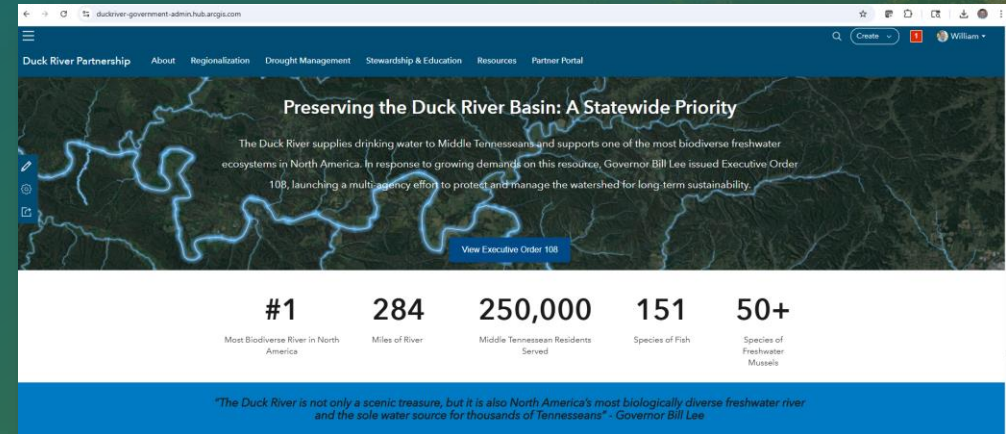 duckriver-government-admin.hub.arcgis.com
Create
1
William
Duck River Partnership About Regionalization Drought Management Stewardship & Education Resources Partner Portal
Preserving the Duck River Basin: A Statewide Priority
The Duck River supplies drinking water to Middle Tennesseans and supports one of the most biodiverse freshwater
ecosystems in North America. In response to growing demands on this resource, Governor Bill Lee issued Executive Order
108, launching a multi-agency effort to protect and manage the watershed for long-term sustainability.
View Executive Order 108
#1 284 250,000 151 50+
Most Biodiverse River in North Miles of River Middle Tennessean Residents Species of Fish Species of
America Served Freshwater
Mussels
"The Duck River is not only a scenic treasure, but it is also North America's most biologically diverse freshwater river
and the sole water source for thousands of Tennesseans" - Governor Bill Lee